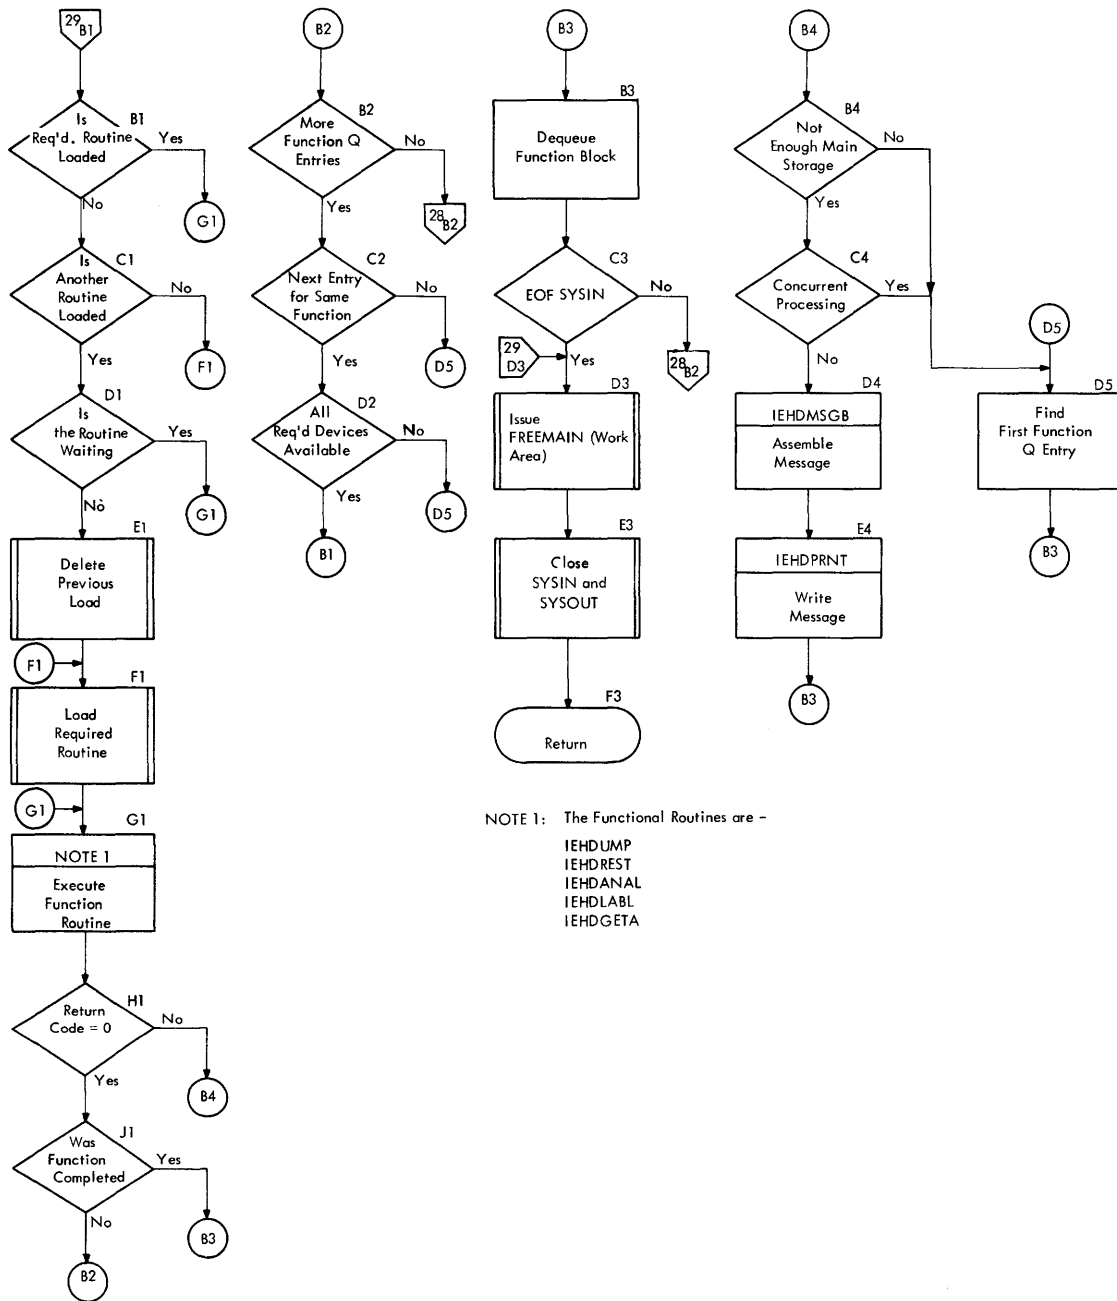 29
B1
B1
Is
Req'd. Routine
Loaded
Yes
No
G1
C1
Is
Another
Routine
Loaded
No
Yes
F1
D1
Is
the Routine
Waiting
Yes
No
G1
E1
Delete
Previous
Load
F1
F1
Load
Required
Routine
G1
G1
NOTE 1
Execute
Function
Routine
H1
Return
Code = 0
No
Yes
B4
J1
Was
Function
Completed
Yes
No
B3
B2
B2
B2
More
Function Q
Entries
No
Yes
28
B2
C2
Next Entry
for Same
Function
No
Yes
D5
D2
All
Req'd Devices
Available
No
Yes
D5
B1
B3
B3
Dequeue
Function Block
C3
EOF SYSIN
No
Yes
28
B2
29
D3
D3
Issue
FREEMAIN (Work
Area)
E3
Close
SYSIN and
SYSOUT
F3
Return
B4
B4
Not
Enough Main
Storage
No
Yes
C4
Concurrent
Processing
Yes
No
D4
IEHDMSGB
Assemble
Message
E4
IEHDPRNT
Write
Message
B3
D5
D5
Find
First Function
Q Entry
B3
NOTE 1: The Functional Routines are -
IEHDUMP
IEHDREST
IEHDANAL
IEHDLABL
IEHDGETA